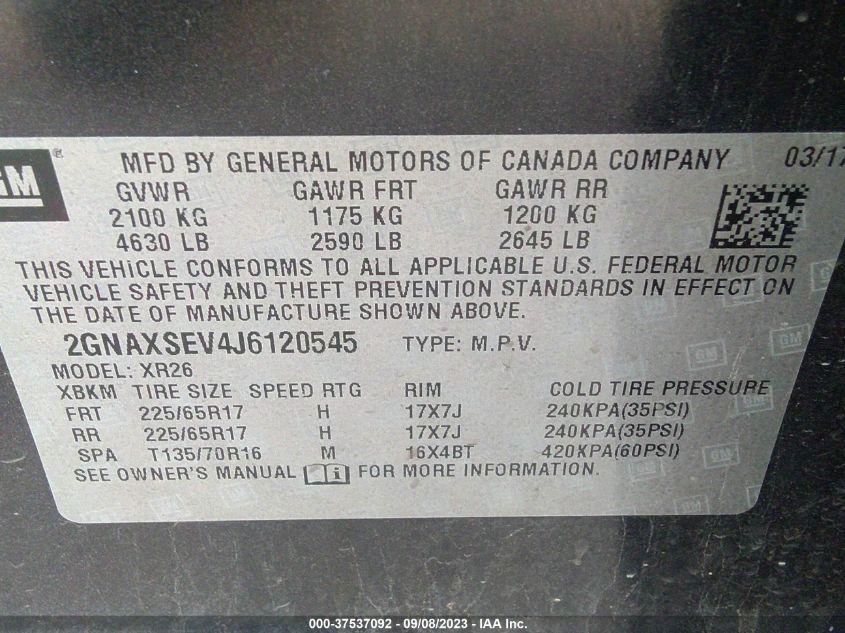 GM® MFD BY GENERAL MOTORS OF CANADA COMPANY 03/17
GVWR GAWR FRT GAWR RR
2100 KG 1175 KG 1200 KG
4630 LB 2590 LB 2645 LB
THIS VEHICLE CONFORMS TO ALL APPLICABLE U.S. FEDERAL MOTOR
VEHICLE SAFETY AND THEFT PREVENTION STANDARDS IN EFFECT ON
THE DATE OF MANUFACTURE SHOWN ABOVE.
2GNAXSEV4J6120545 TYPE: M.P.V.
MODEL: XR26
XBKM TIRE SIZE SPEED RTG RIM COLD TIRE PRESSURE
FRT 225/65R17 H 17X7J 240KPA(35PSI)
RR 225/65R17 H 17X7J 240KPA(35PSI)
SPA T135/70R16 M 16X4BT 420KPA(60PSI)
SEE OWNER'S MANUAL i FOR MORE INFORMATION.
000-37537092 - 09/08/2023 - IAA Inc.